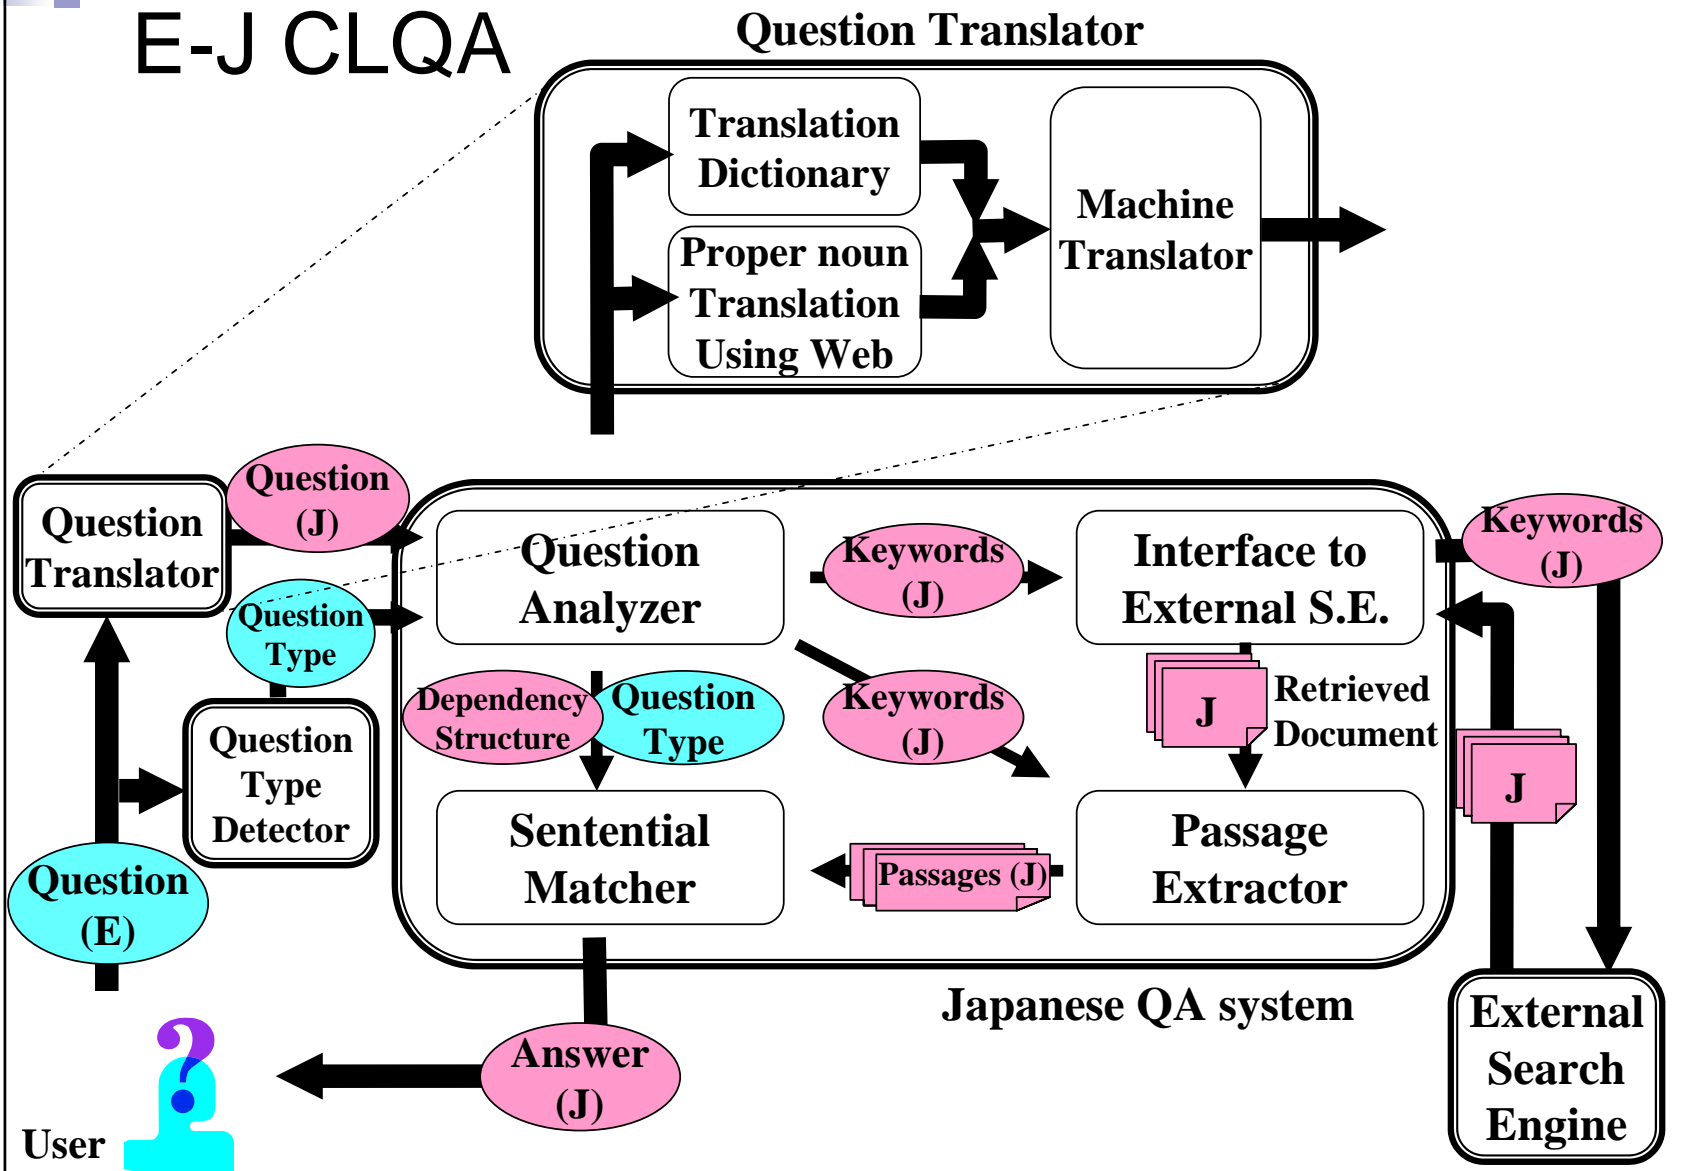 E-J CLQA
Question Translator
Translation
Dictionary
Proper noun
Translation
Using Web
Machine
Translator
Question
Translator
Question
(J)
Question
Type
Question
Type
Detector
Question
(E)
User
?
Question
Analyzer
Keywords
(J)
Interface to
External S.E.
Keywords
(J)
Dependency
Structure
Question
Type
Keywords
(J)
J
Retrieved
Document
J
Sentential
Matcher
Passages (J)
Passage
Extractor
Japanese QA system
Answer
(J)
External
Search
Engine